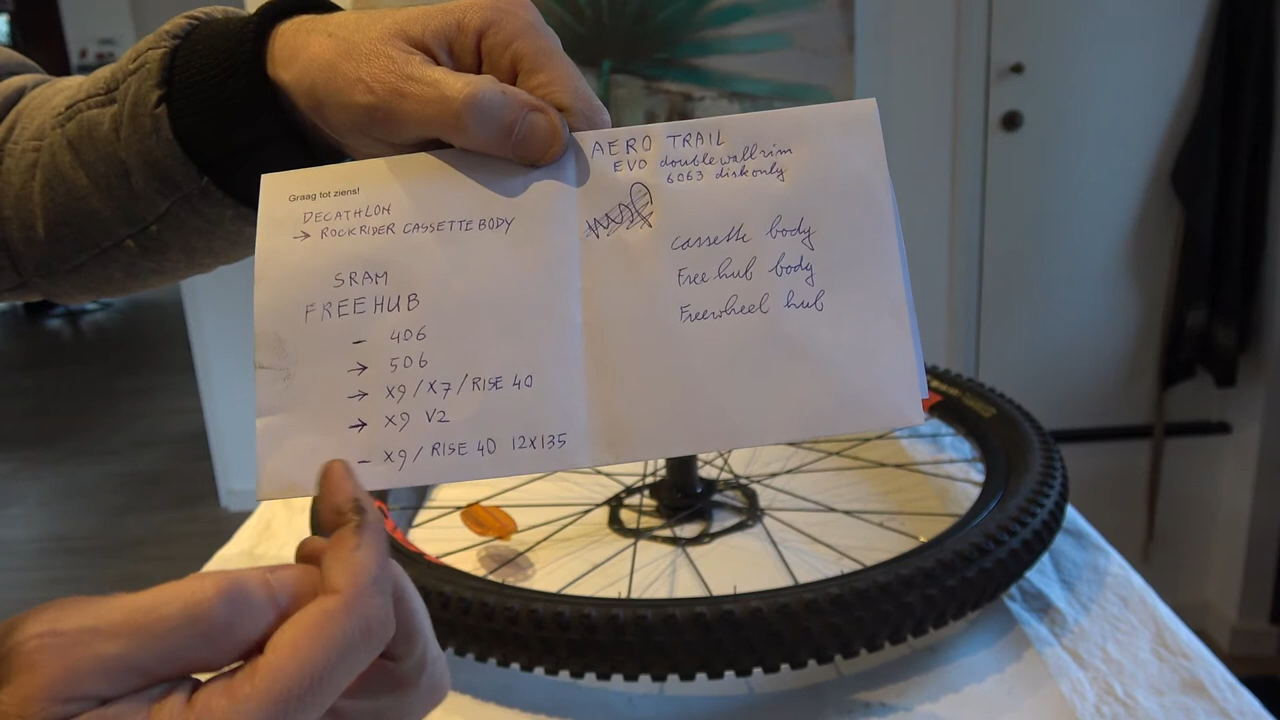 Graag tot ziens!
DECATHLON
→ ROCKRIDER CASSETTE BODY
SRAM
FREEHUB
- 406
→ 506
→ X9/X7/RISE 40
→ X9 V2
- X9/RISE 40 12X135
AERO TRAIL
EVO double wall rim
6063 disk only
cassette body
Free hub body
Freewheel hub